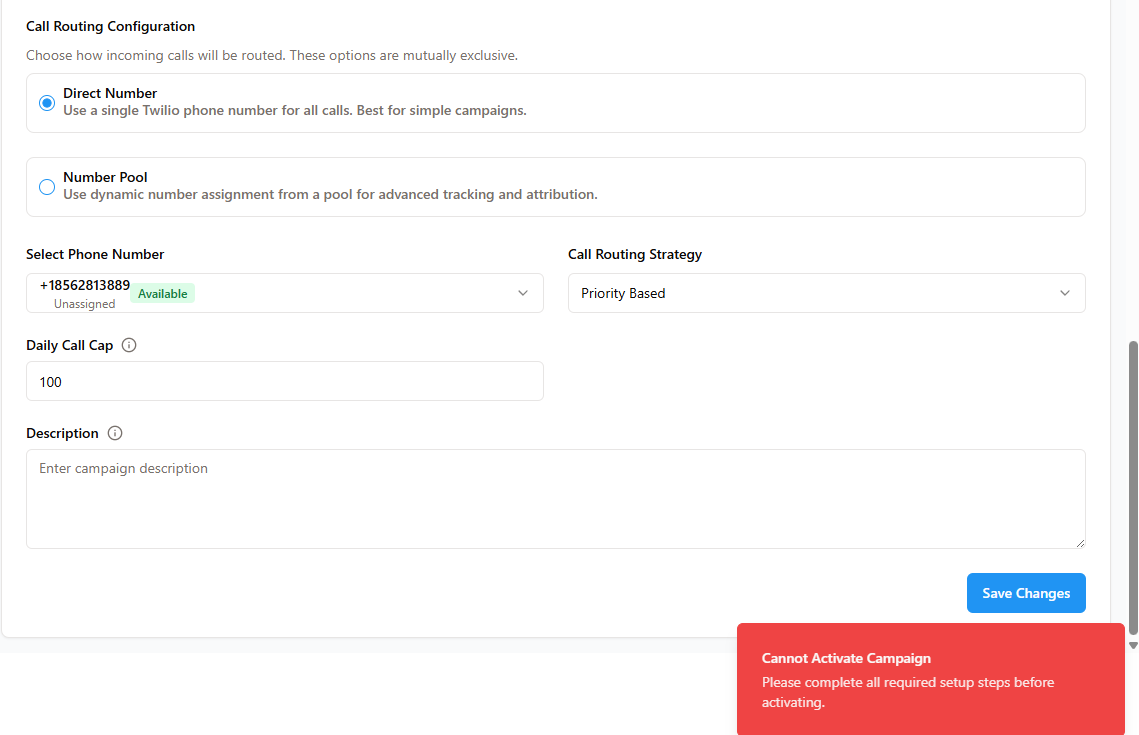 Call Routing Configuration
Choose how incoming calls will be routed. These options are mutually exclusive.
Direct Number
Use a single Twilio phone number for all calls. Best for simple campaigns.
Number Pool
Use dynamic number assignment from a pool for advanced tracking and attribution.
Select Phone Number
+18562813889 Available
Unassigned
Call Routing Strategy
Priority Based
Daily Call Cap
100
Description
Enter campaign description
Save Changes
Cannot Activate Campaign
Please complete all required setup steps before
activating.